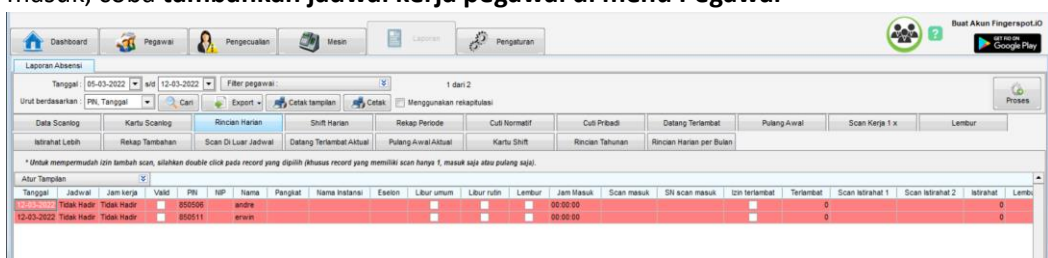 masuk, coba tambahkan jadwal kerja pegawai di menu Pegawai
Dashboard Pegawai Pengecualian Mesin Laporan Pengaturan ? Buat Akun Fingerspot.iO
GET IT ON Google Play
Laporan Absensi
Tanggal : 05-03-2022 s/d 12-03-2022 Filter pegawai : 1 dari 2
Urut berdasarkan : PIN, Tanggal Cari Export Cetak tampilan Cetak Menggunakan rekapitulasi Proses
Data Scanlog Kartu Scanlog Rincian Harian Shift Harian Rekap Periode Cuti Normatif Cuti Pribadi Datang Terlambat Pulang Awal Scan Kerja 1 x Lembur
Istirahat Lebih Rekap Tambahan Scan Di Luar Jadwal Datang Terlambat Aktual Pulang Awal Aktual Kartu Shift Rincian Tahunan Rincian Harian per Bulan
* Untuk mempermudah izin tambah scan, silahkan double click pada record yang dipilih (khusus record yang memiliki scan hanya 1, masuk saja atau pulang saja).
Atur Tampilan
Tanggal Jadwal Jam kerja Valid PIN NIP Nama Pangkat Nama Instansi Eselon Libur umum Libur rutin Lembur Jam Masuk Scan masuk SN scan masuk Izin terlambat Terlambat Scan Istirahat 1 Scan Istirahat 2 Istirahat Lembu
12-03-2022 Tidak Hadir Tidak Hadir 850506 andre 00:00:00 0 0
12-03-2022 Tidak Hadir Tidak Hadir 850511 erwin 00:00:00 0 0